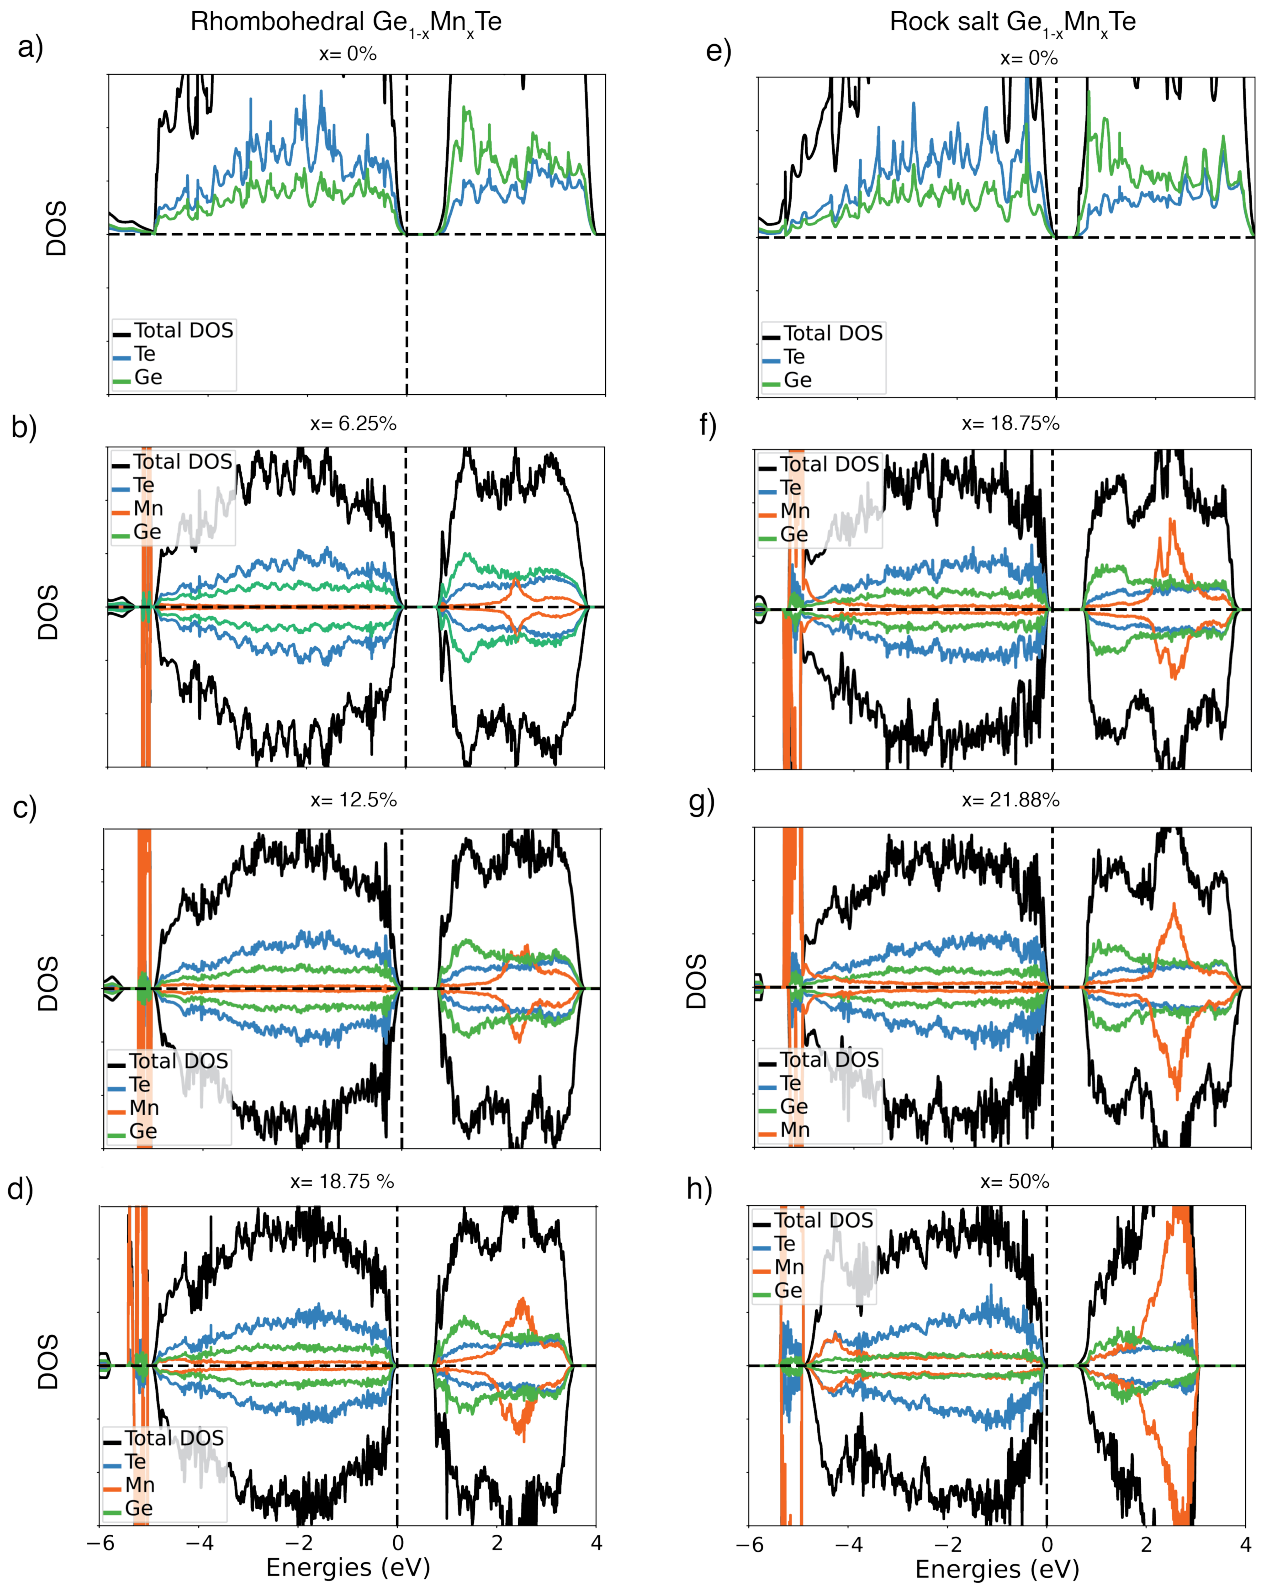 Rhombohedral Ge1-xMnxTe
a)
x= 0%
DOS
Total DOS
Te
Ge
b)
x= 6.25%
DOS
Total DOS
Te
Mn
Ge
c)
x= 12.5%
DOS
Total DOS
Te
Mn
Ge
d)
x= 18.75 %
DOS
Total DOS
Te
Mn
Ge
−6 −4 −2 0 2 4
Energies (eV)
Rock salt Ge1-xMnxTe
e)
x= 0%
Total DOS
Te
Ge
f)
x= 18.75%
Total DOS
Te
Mn
Ge
g)
x= 21.88%
DOS
Total DOS
Te
Ge
Mn
h)
x= 50%
Total DOS
Te
Mn
Ge
−6 −4 −2 0 2 4
Energies (eV)